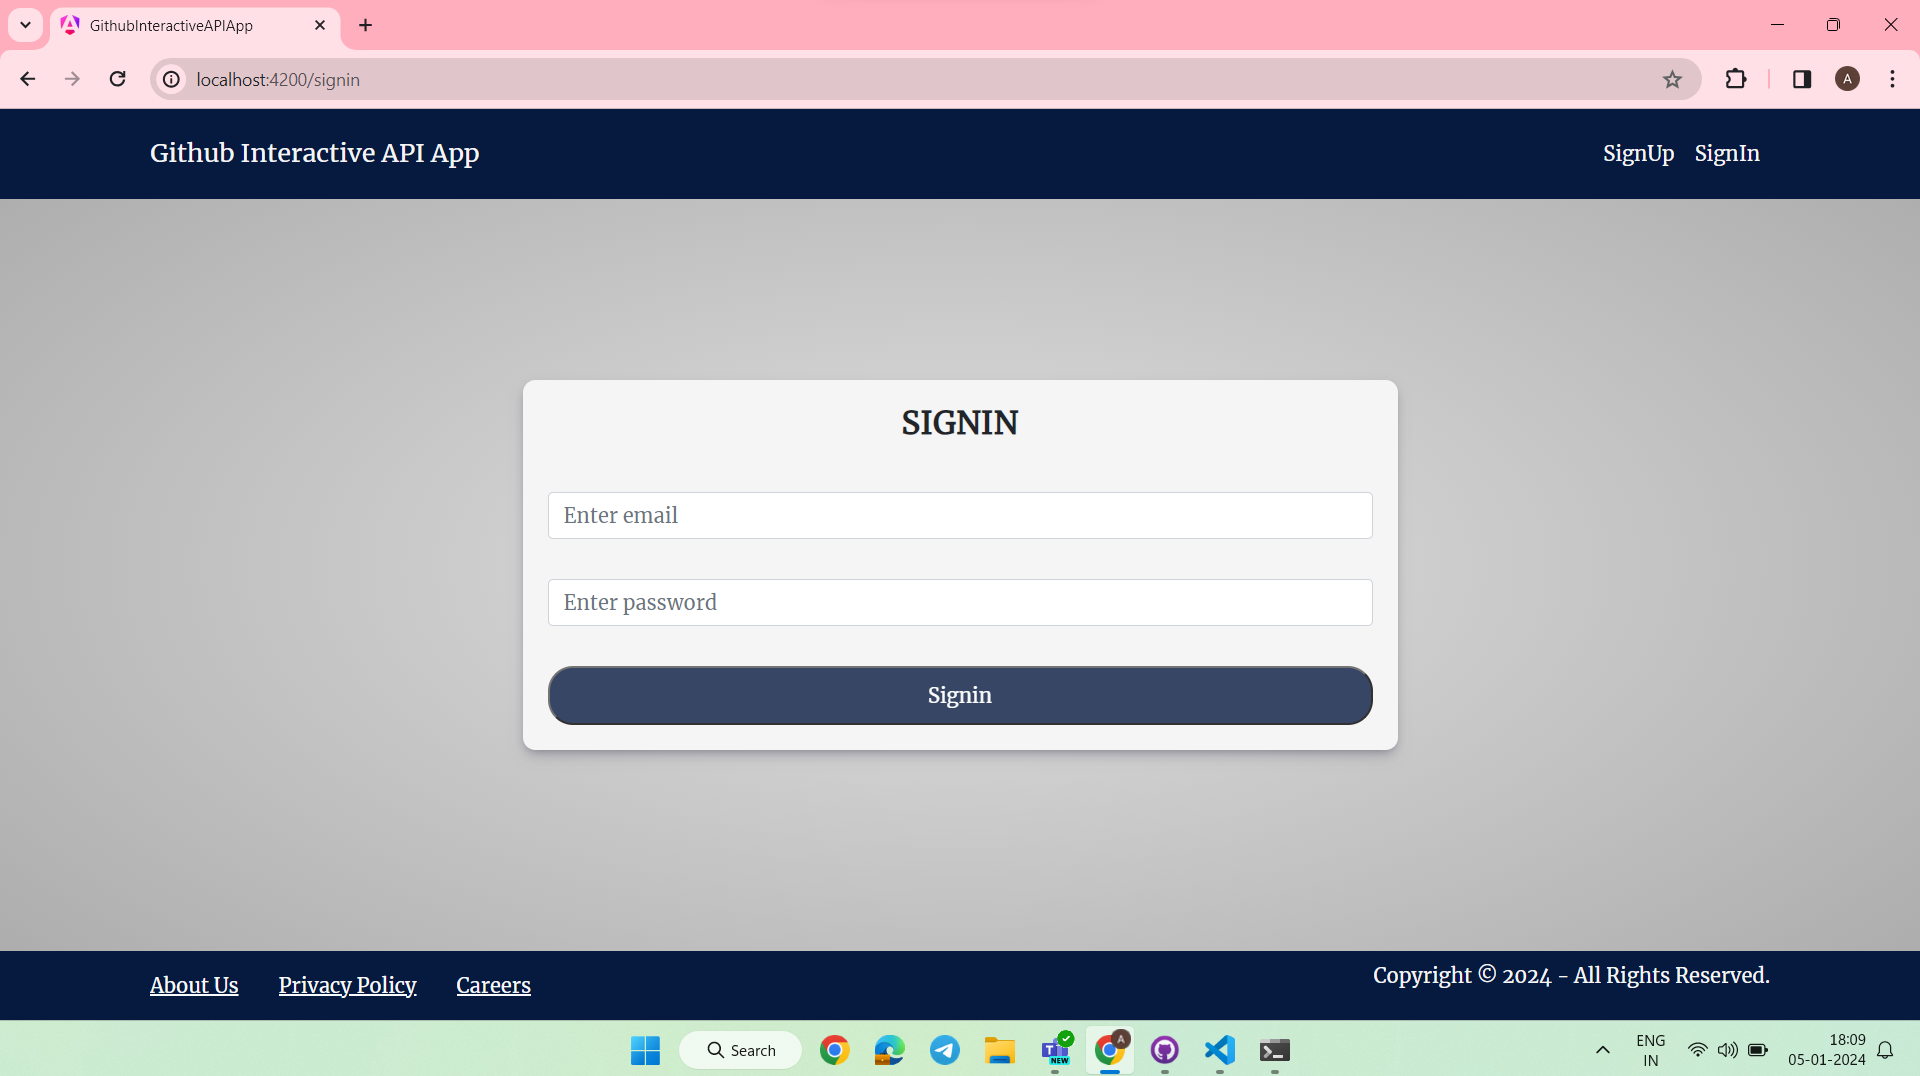 GithubInteractiveAPIApp
localhost:4200/signin
A
Github Interactive API App
SignUp SignIn
SIGNIN
Enter email
Enter password
Signin
About Us Privacy Policy Careers
Copyright © 2024 - All Rights Reserved.
Search
NEW
A
ENG
IN
18:09
05-01-2024